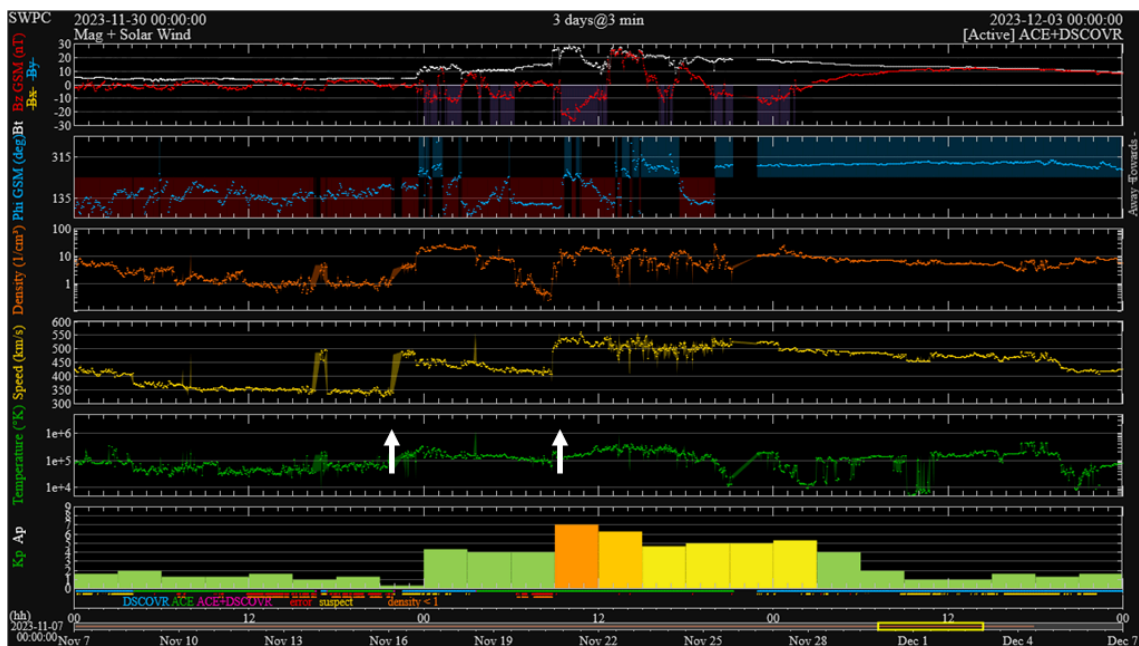 SWPC 2023-11-30 00:00:00 3 days@3 min 2023-12-03 00:00:00
Mag + Solar Wind [Active] ACE+DSCOVR
Bt Bz GSM (nT)
Bx By
30
20
10
0
-10
-20
-30
Phi GSM (deg)
315
135
Away - Towards -
Density (1/cm³)
100
10
1
Speed (km/s)
600
550
500
450
400
350
300
Temperature (°K)
1e+6
1e+5
1e+4
Kp Ap
9
8
7
6
5
4
3
2
1
0
DSCOVR ACE ACE+DSCOVR error suspect density < 1
(hh) 00 12 00 12 00 12 00
2023-11-07
00:00:00
Nov 7 Nov 10 Nov 13 Nov 16 Nov 19 Nov 22 Nov 25 Nov 28 Dec 1 Dec 4 Dec 7